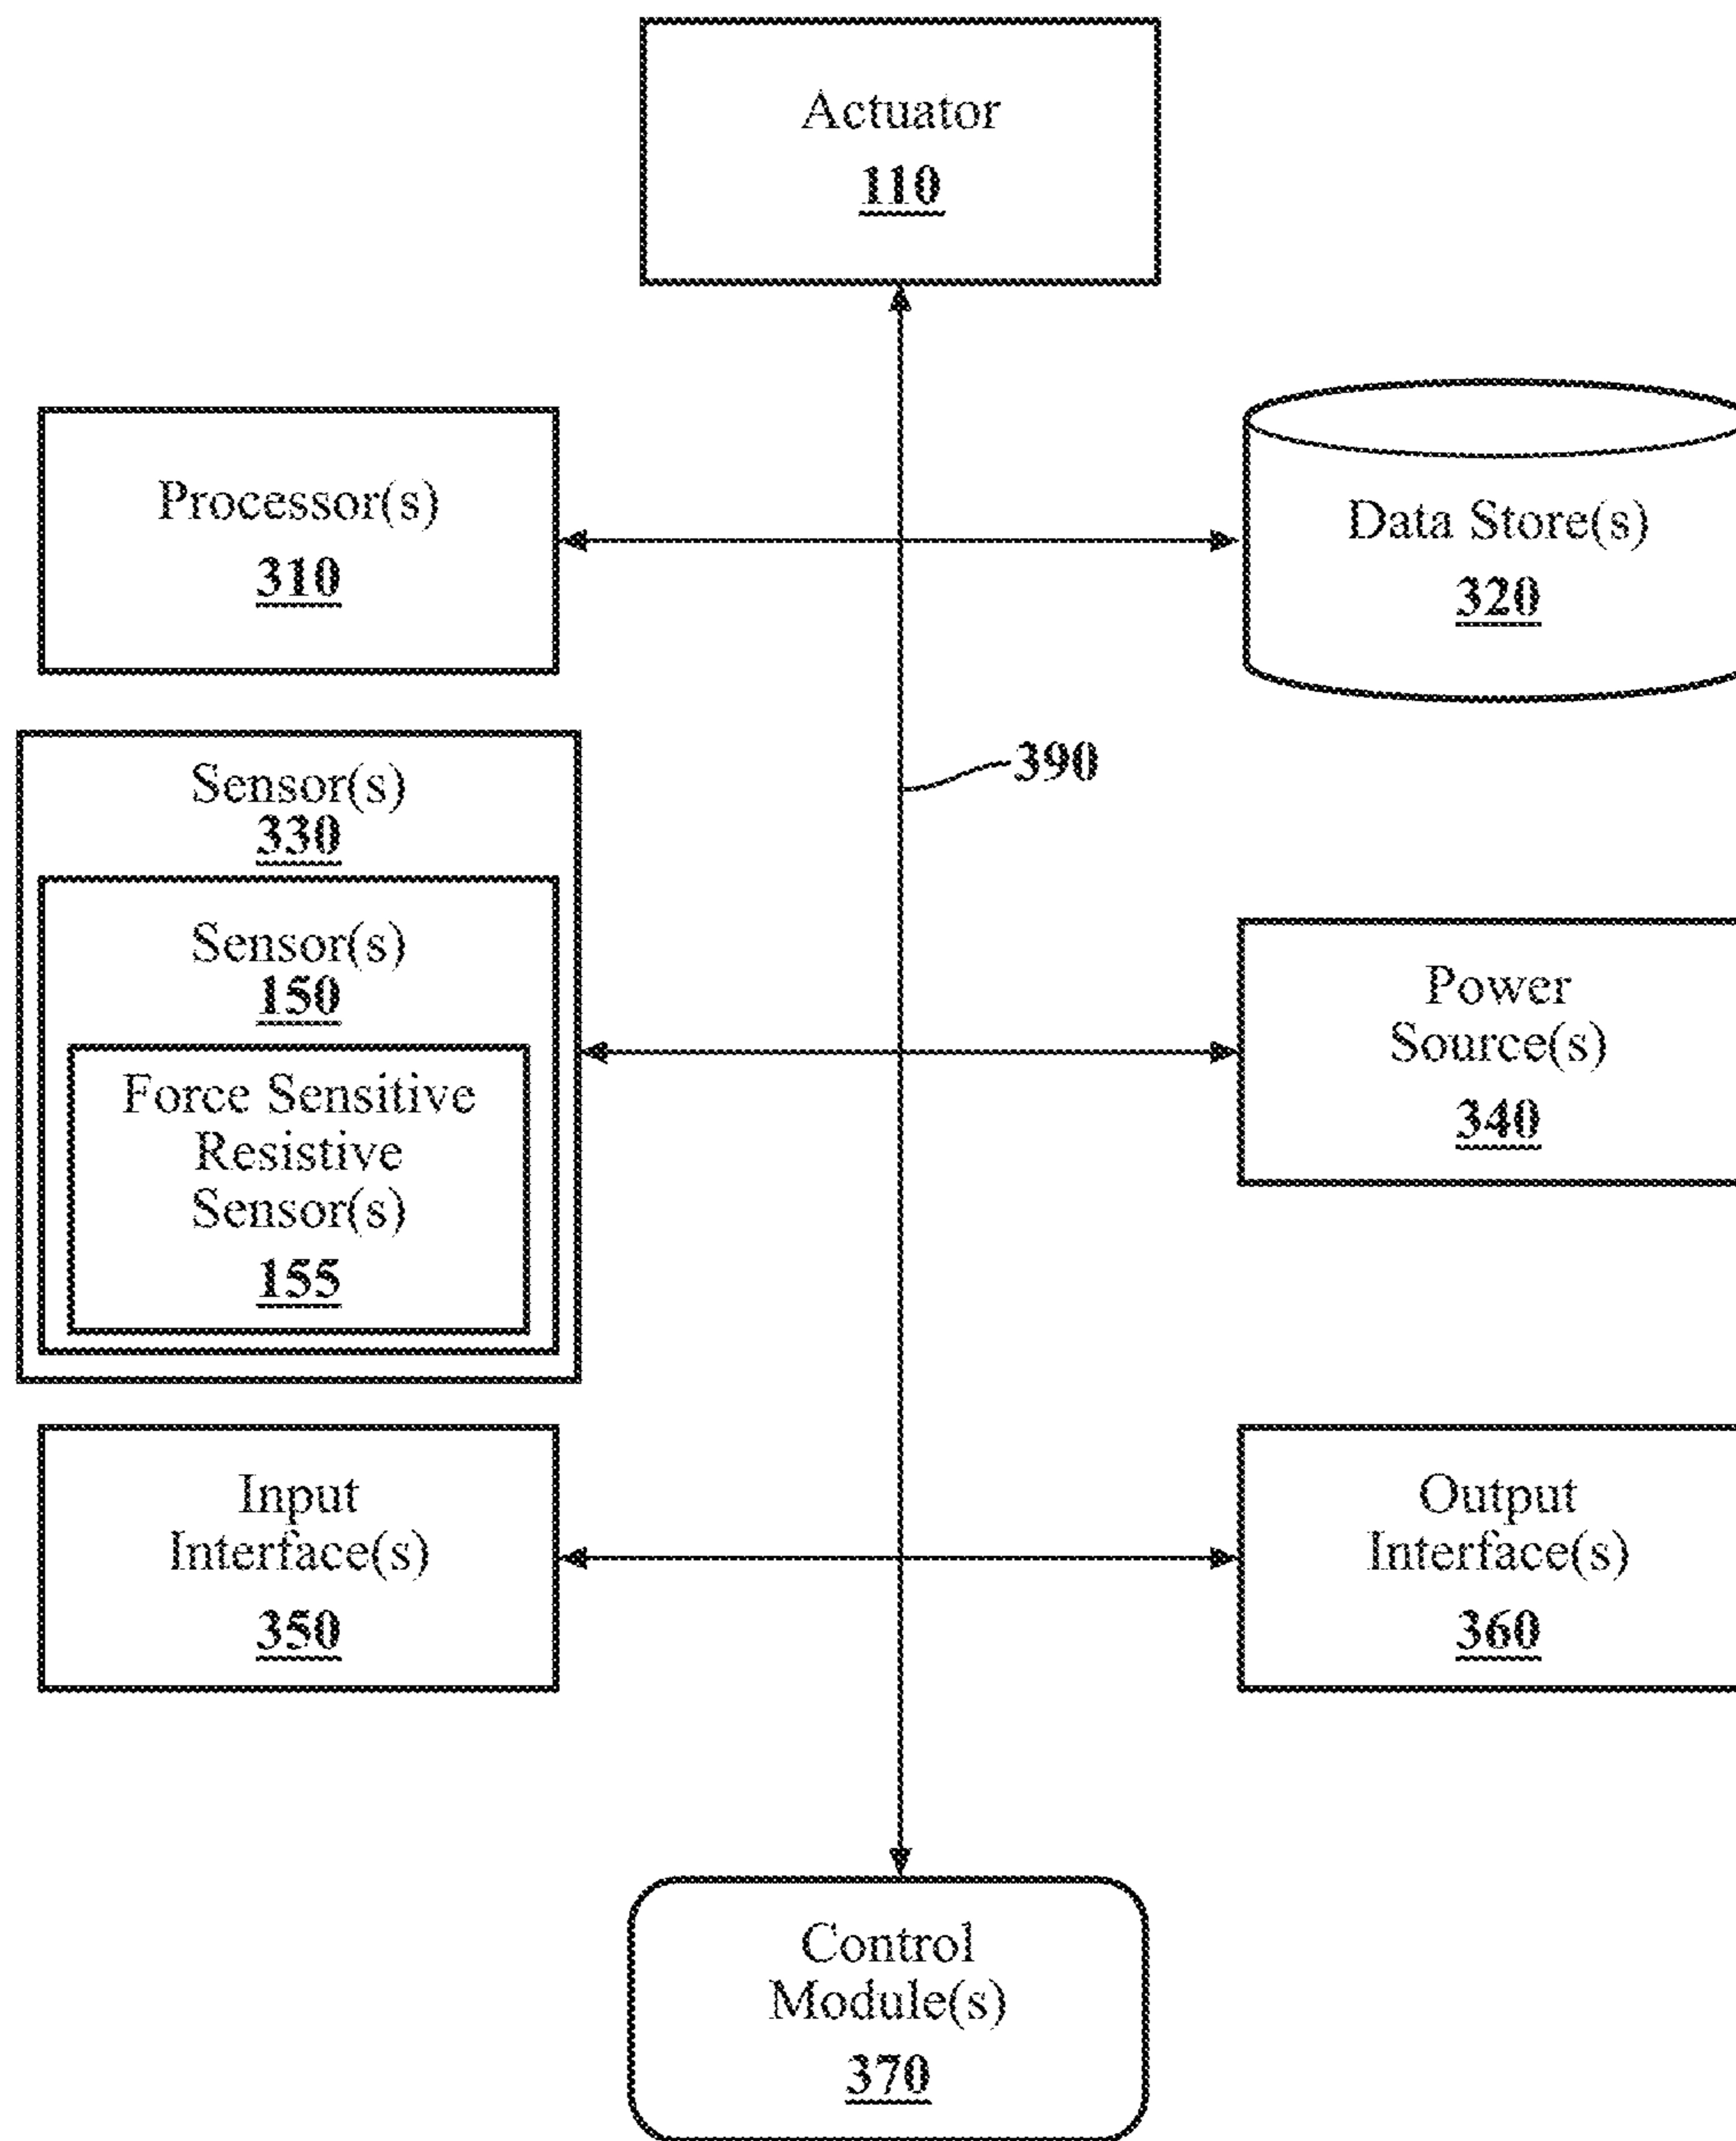 Actuator
110
Processor(s)
310
Data Store(s)
320
390
Sensor(s)
330
Sensor(s)
150
Force Sensitive
Resistive
Sensor(s)
155
Power
Source(s)
340
Input
Interface(s)
350
Output
Interface(s)
360
Control
Module(s)
370